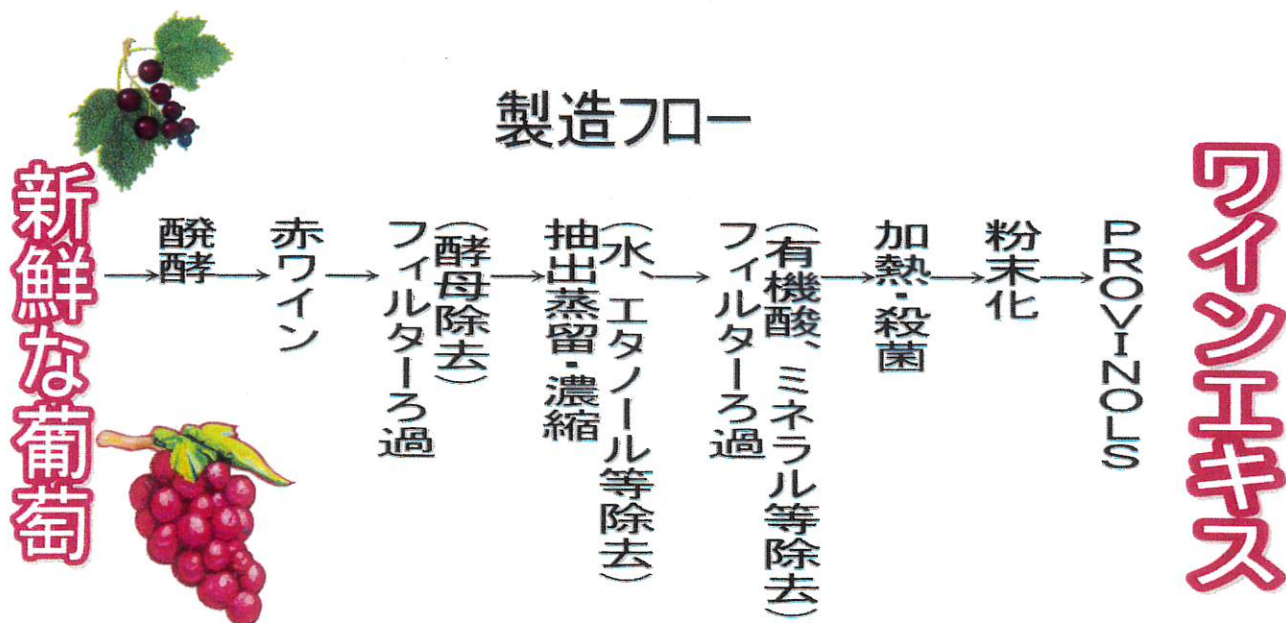 製造フロー
新鮮な葡萄
醗酵
赤ワイン
フィルターろ過
(酵母除去)
抽出蒸留・濃縮
(水、エタノール等除去)
フィルターろ過
(有機酸、ミネラル等除去)
加熱・殺菌
粉末化
PROVINOLS
ワインエキス